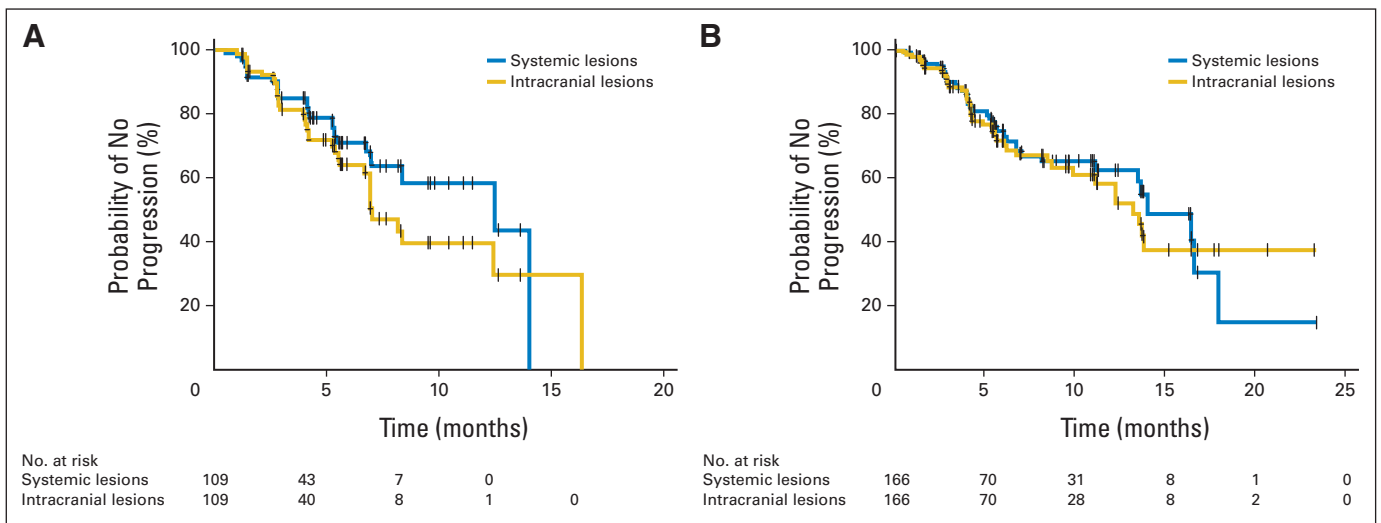 A
100
80
60
40
20
Probability of No
Progression (%)
Systemic lesions
Intracranial lesions
0 5 10 15 20
Time (months)
No. at risk
Systemic lesions 109 43 7 0
Intracranial lesions 109 40 8 1 0
B
100
80
60
40
20
Probability of No
Progression (%)
Systemic lesions
Intracranial lesions
0 5 10 15 20 25
Time (months)
No. at risk
Systemic lesions 166 70 31 8 1 0
Intracranial lesions 166 70 28 8 2 0